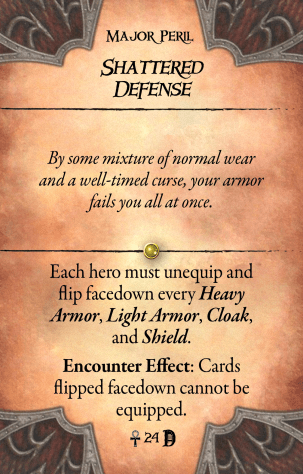 Major Peril
Shattered
Defense
By some mixture of normal wear
and a well-timed curse, your armor
fails you all at once.
Each hero must unequip and
flip facedown every Heavy
Armor, Light Armor, Cloak,
and Shield.
Encounter Effect: Cards
flipped facedown cannot be
equipped.
☥ 24 D